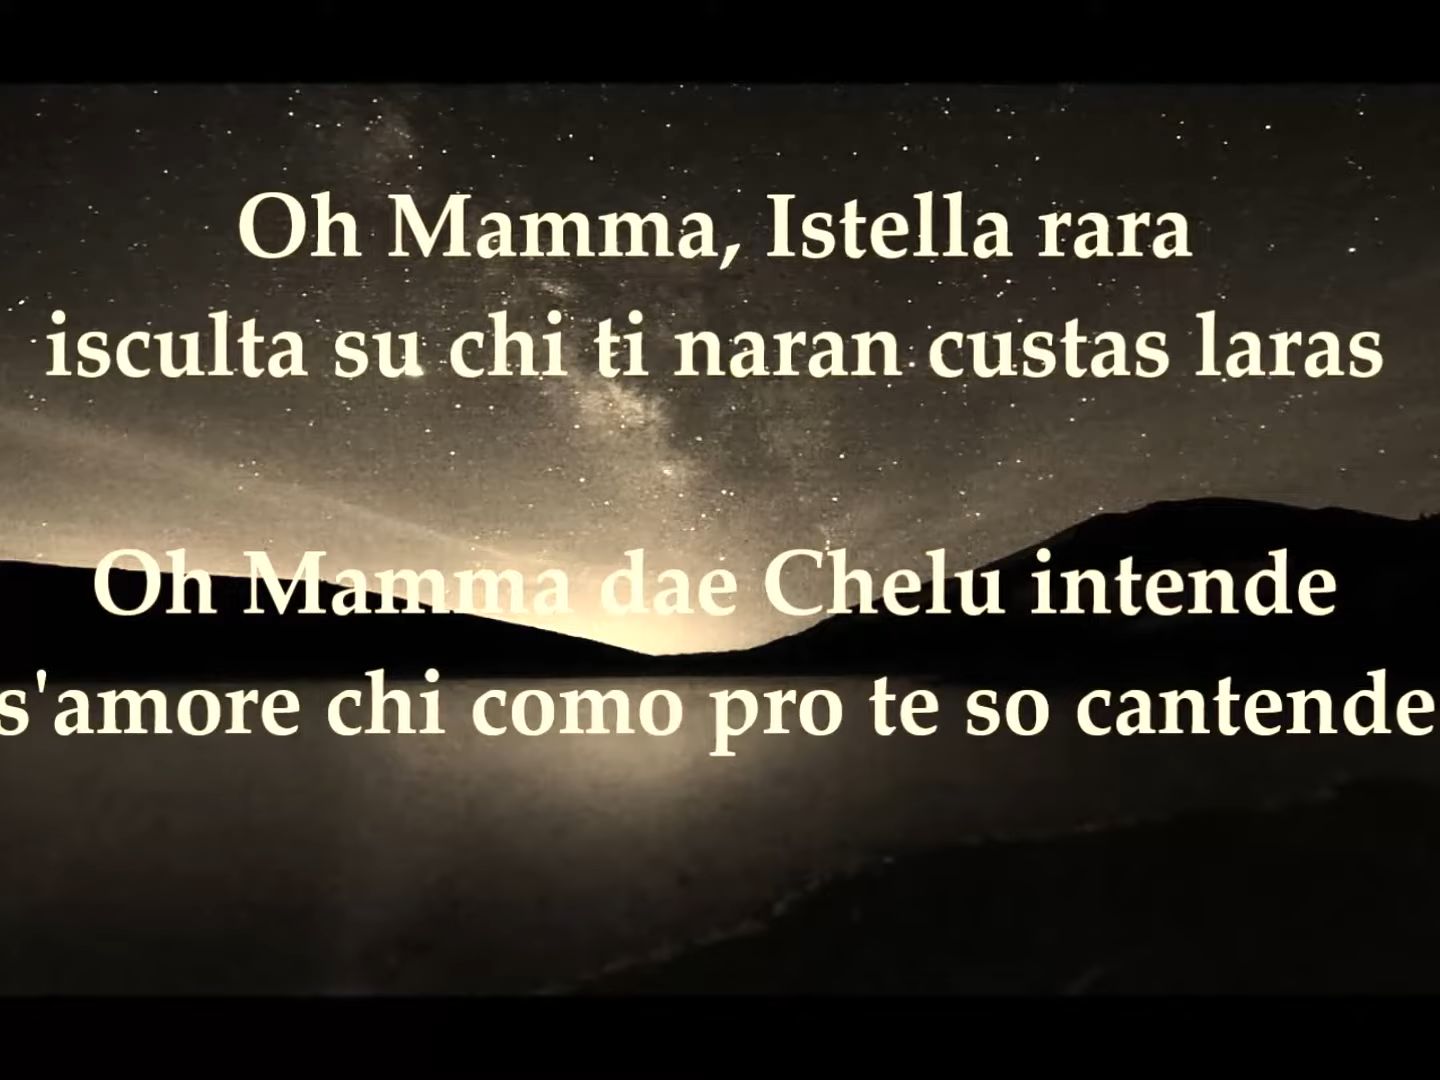 Oh Mamma, Istella rara
isculta su chi ti naran custas laras
Oh Mamma dae Chelu intende
s'amore chi como pro te so cantende